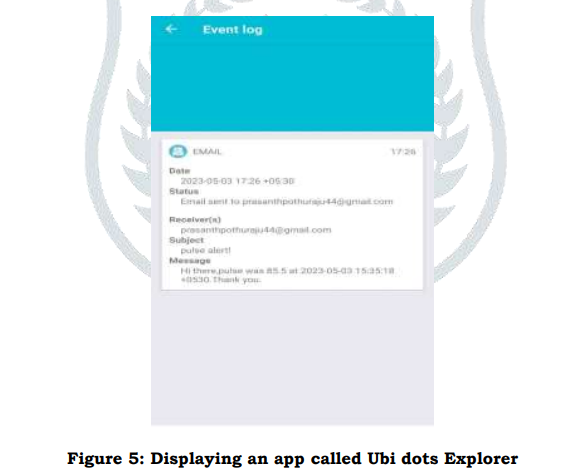 Event log
EMAIL 17:26
Date
2023-05-03 17:26 +05:30
Status
Email sent to prasanthpothuraju44@gmail.com
Receiver(s)
prasanthpothuraju44@gmail.com
Subject
pulse alert!
Message
Hi there,pulse was 85.5 at 2023-05-03 15:35:18
+0530.Thank you.
Figure 5: Displaying an app called Ubi dots Explorer